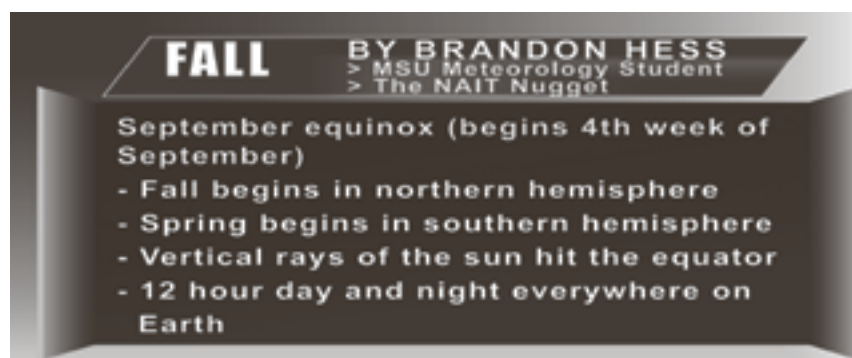 FALL
BY BRANDON HESS
> MSU Meteorology Student
> The NAIT Nugget
September equinox (begins 4th week of
September)
- Fall begins in northern hemisphere
- Spring begins in southern hemisphere
- Vertical rays of the sun hit the equator
- 12 hour day and night everywhere on
Earth